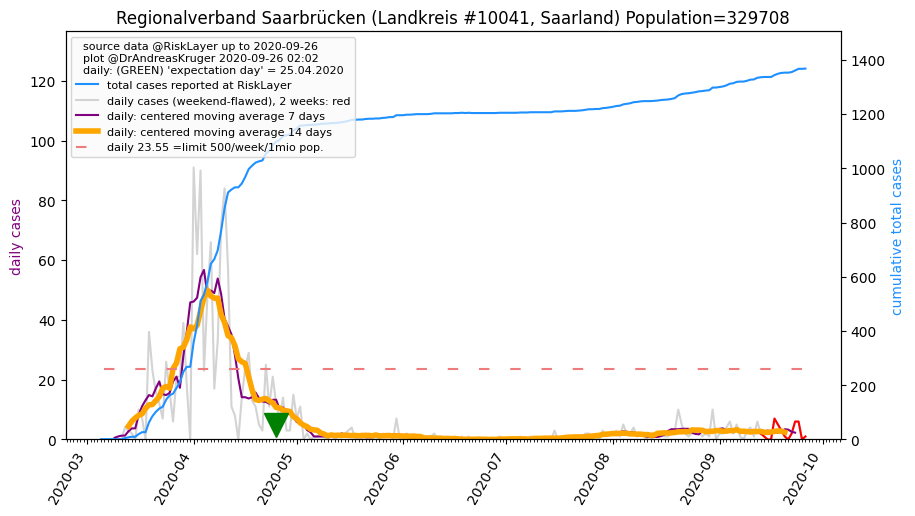 Regionalverband Saarbrücken (Landkreis #10041, Saarland) Population=329708
source data @RiskLayer up to 2020-09-26
plot @DrAndreasKruger 2020-09-26 02:02
daily: (GREEN) 'expectation day' = 25.04.2020
total cases reported at RiskLayer
daily cases (weekend-flawed), 2 weeks: red
daily: centered moving average 7 days
daily: centered moving average 14 days
daily 23.55 =limit 500/week/1mio pop.
daily cases
120
100
80
60
40
20
0
1400
1200
1000
800
600
400
200
0
cumulative total cases
2020-03
2020-04
2020-05
2020-06
2020-07
2020-08
2020-09
2020-10